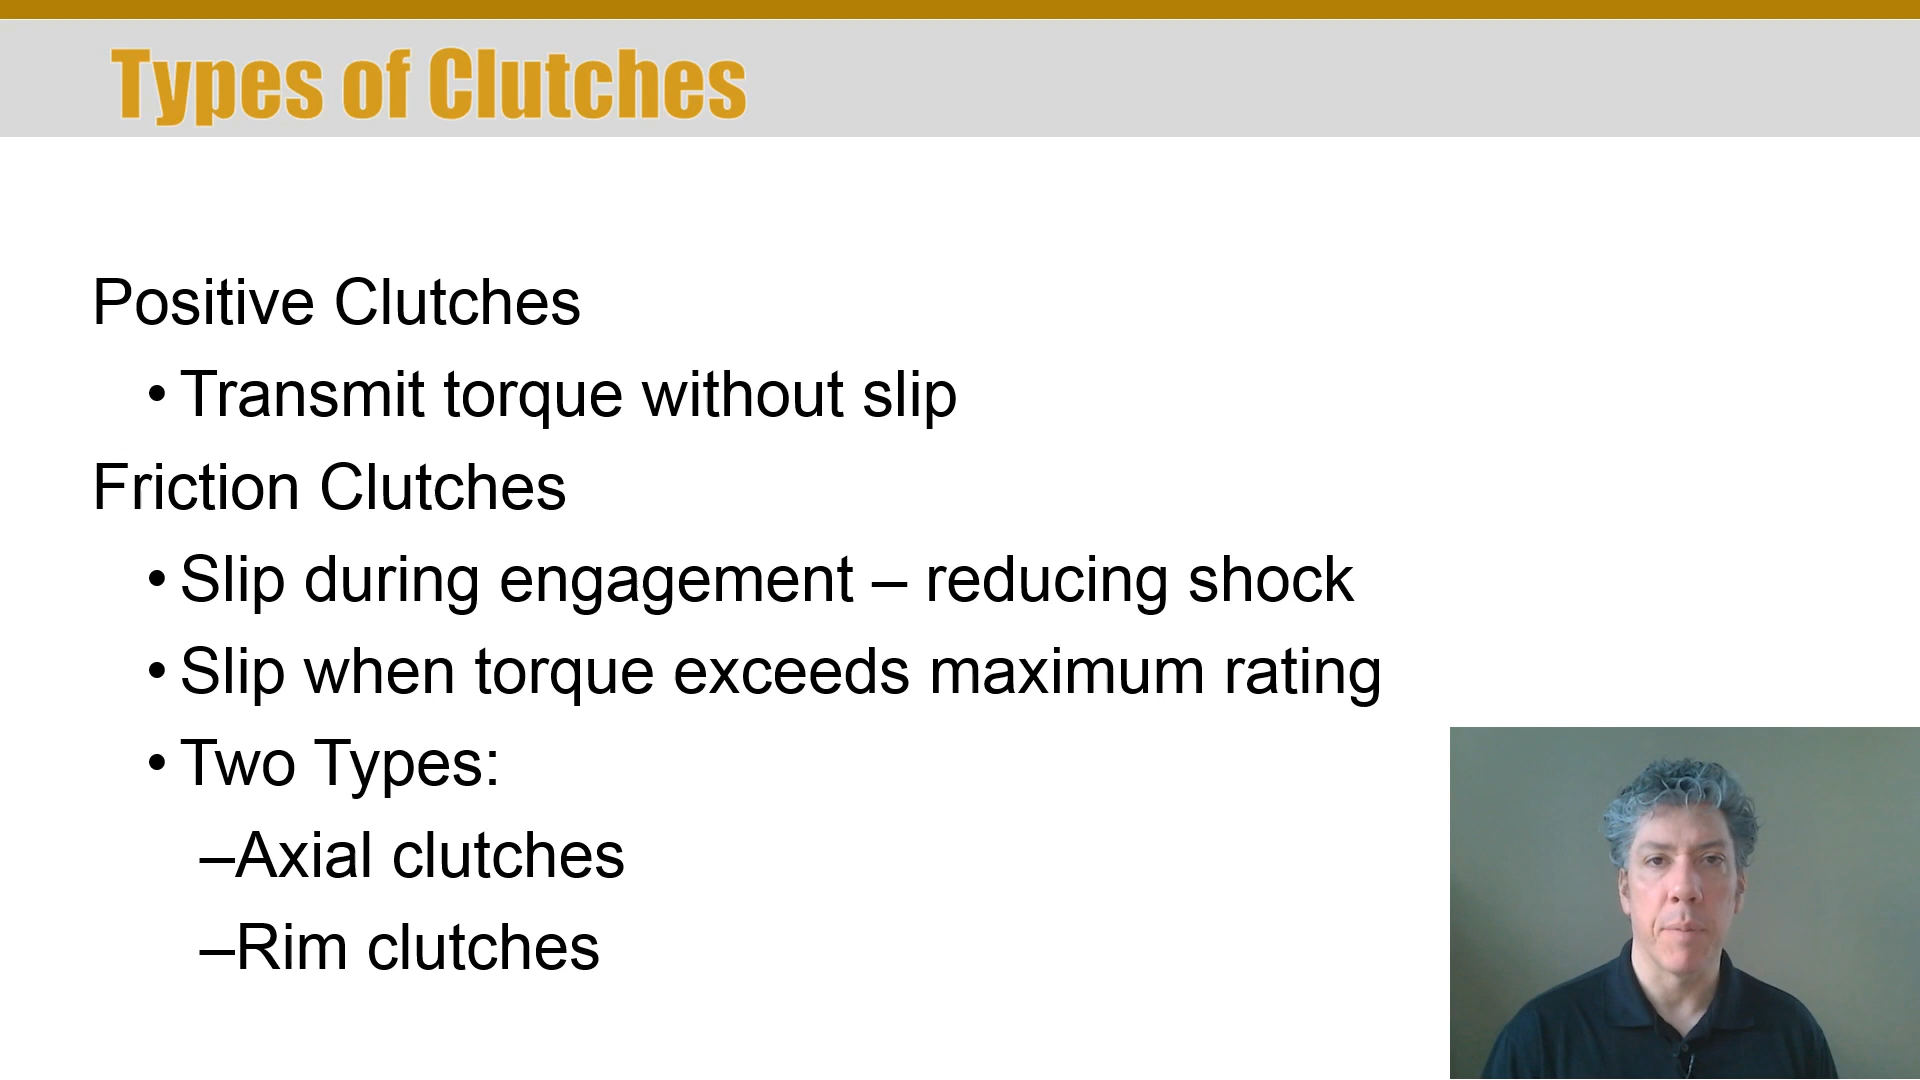 Types of Clutches
Positive Clutches
• Transmit torque without slip
Friction Clutches
• Slip during engagement – reducing shock
• Slip when torque exceeds maximum rating
• Two Types:
–Axial clutches
–Rim clutches